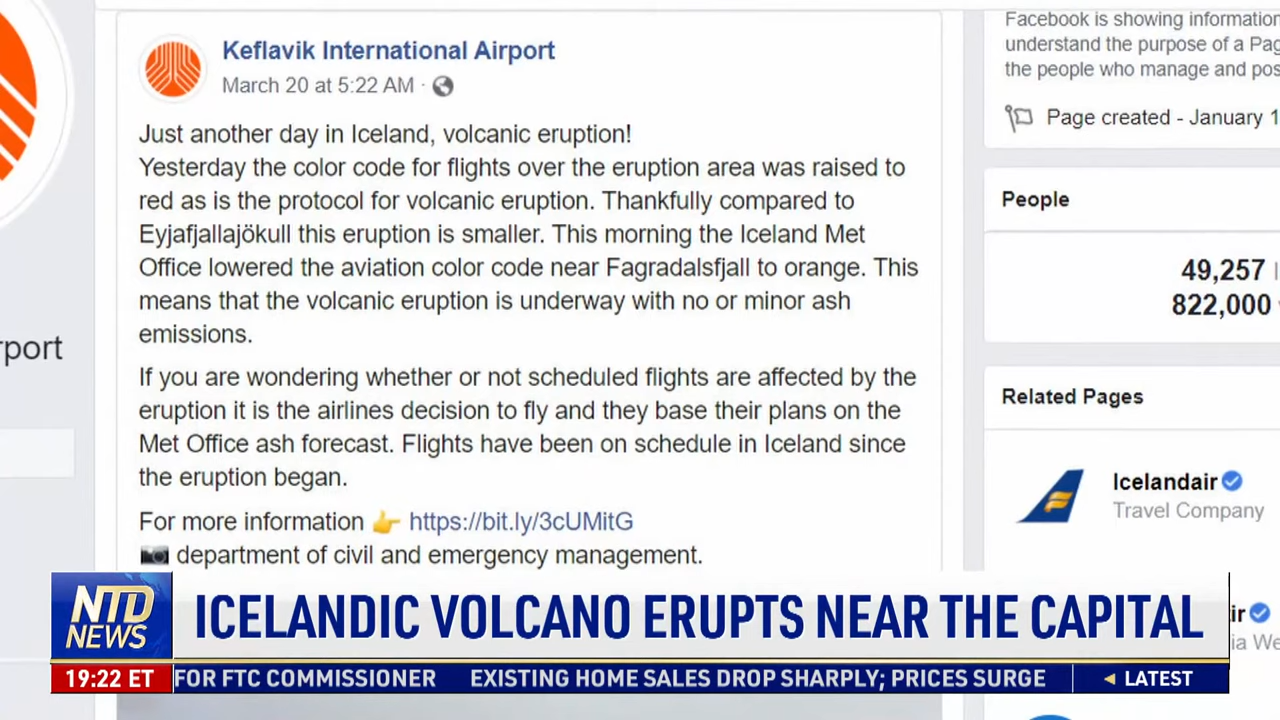 Keflavik International Airport
March 20 at 5:22 AM ·
Just another day in Iceland, volcanic eruption!
Yesterday the color code for flights over the eruption area was raised to
red as is the protocol for volcanic eruption. Thankfully compared to
Eyjafjallajökull this eruption is smaller. This morning the Iceland Met
Office lowered the aviation color code near Fagradalsfjall to orange. This
means that the volcanic eruption is underway with no or minor ash
emissions.
If you are wondering whether or not scheduled flights are affected by the
eruption it is the airlines decision to fly and they base their plans on the
Met Office ash forecast. Flights have been on schedule in Iceland since
the eruption began.
For more information 👉 https://bit.ly/3cUMitG
📷 department of civil and emergency management.
rport
Facebook is showing information
understand the purpose of a Pag
the people who manage and pos
Page created - January 1
People
49,257
822,000
Related Pages
Icelandair
Travel Company
ir
ia We
NTD
NEWS
ICELANDIC VOLCANO ERUPTS NEAR THE CAPITAL
19:22 ET
FOR FTC COMMISSIONER EXISTING HOME SALES DROP SHARPLY; PRICES SURGE
LATEST